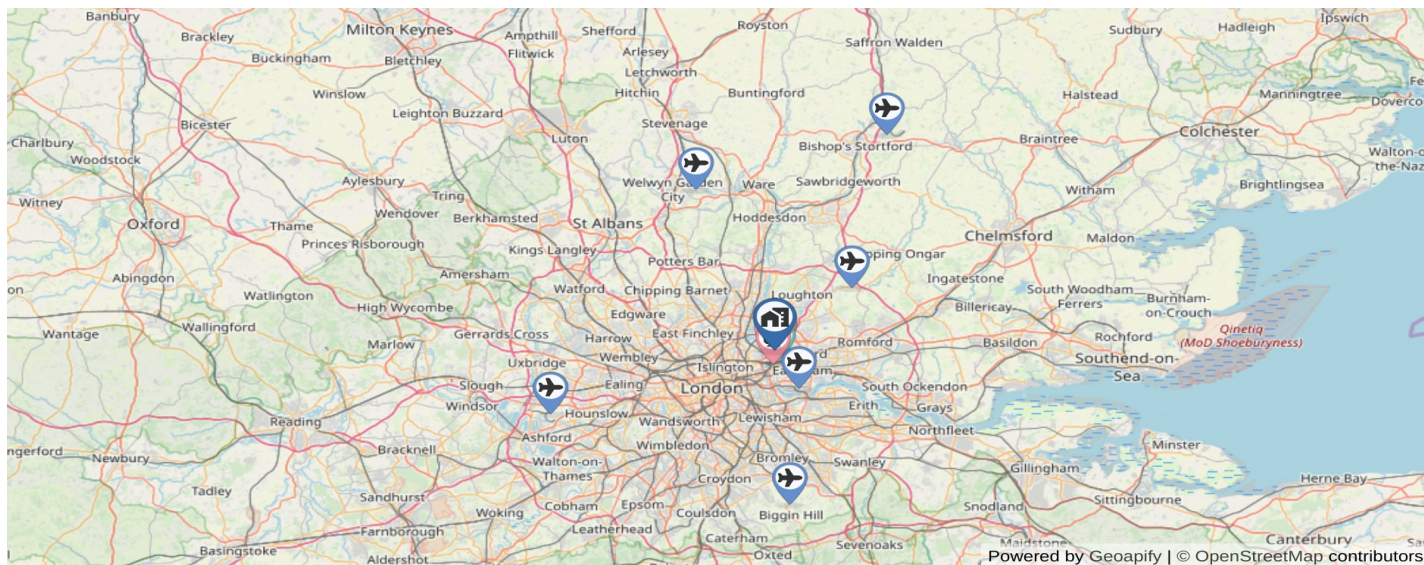 Banbury
Brackley
Milton Keynes
Ampthill
Shefford
Royston
Ipswich
Sudbury
Hadleigh
Buckingham
Bletchley
Flitwick
Arlesey
Saffron Walden
Letchworth
Winslow
Hitchin
Buntingford
Halstead
Manningtree
Leighton Buzzard
Bicester
Luton
Stevenage
Colchester
Charlbury
Woodstock
Bishop's Stortford
Braintree
Walton-o
the-Naz
Aylesbury
Tring
Welwyn Garden
City
Ware
Sawbridgeworth
Witham
Brightlingsea
Witney
Oxford
Thame
Wendover
Berkhamsted
St Albans
Hoddesdon
Princes Risborough
Kings Langley
Chelmsford
Maldon
Potters Bar
pping Ongar
Abingdon
Amersham
Watford
Chipping Barnet
Loughton
Ingatestone
on
Watlington
South Woodham
Ferrers
Burnham-
on-Crouch
High Wycombe
Edgware
Billericay
Wantage
Wallingford
Marlow
Gerrards Cross
Harrow
East Finchley
Romford
Basildon
Rochford
Qinetiq
(MoD Shoeburyness)
Uxbridge
Wembley
Islington
Southend-on-
Sea
Slough
Ealing
London
South Ockendon
Windsor
Hounslow
Lewisham
Erith
Grays
Reading
Ashford
Wandsworth
Northfleet
ngerford
Newbury
Bracknell
Wimbledon
Bromley
Swanley
Minster
Walton-on-
Thames
Croydon
Gillingham
Herne Bay
Tadley
Sandhurst
Woking
Cobham
Epsom
Coulsdon
Biggin Hill
Snodland
Sittingbourne
Farnborough
Leatherhead
Caterham
Sevenoaks
Maidstone
Canterbury
Basingstoke
Aldershot
Oxted
Powered by Geoapify | © OpenStreetMap contributors